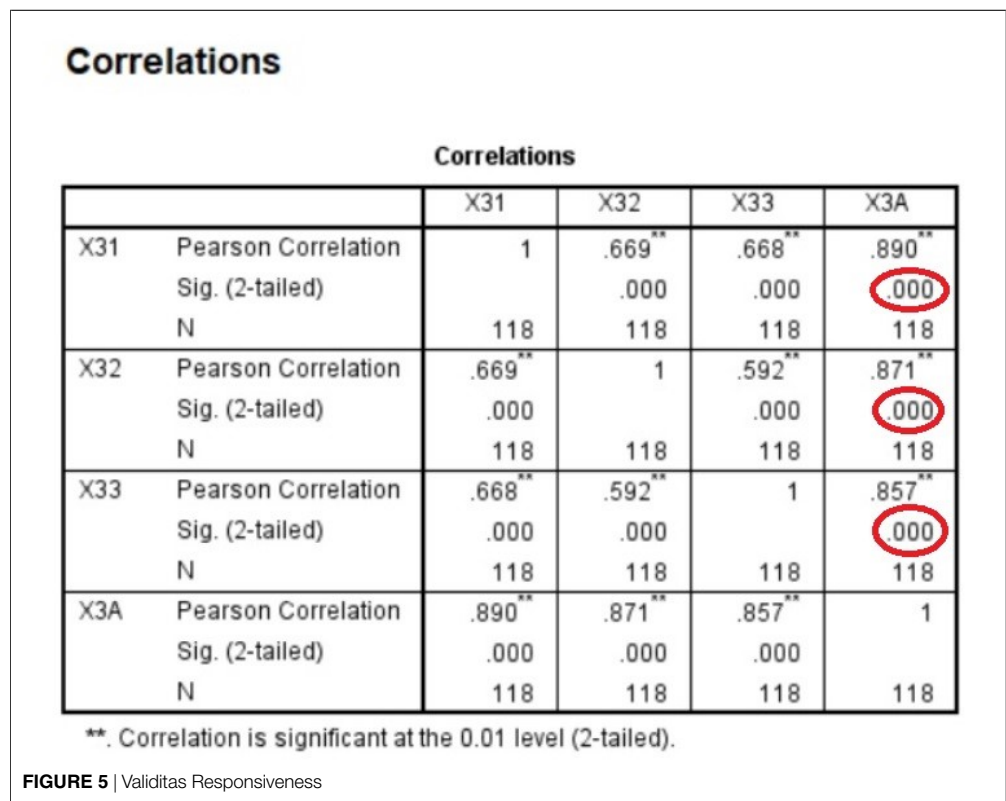 Correlations
Correlations
X31 X32 X33 X3A
X31 Pearson Correlation 1 .669** .668** .890**
Sig. (2-tailed) .000 .000 .000
N 118 118 118 118
X32 Pearson Correlation .669** 1 .592** .871**
Sig. (2-tailed) .000 .000 .000
N 118 118 118 118
X33 Pearson Correlation .668** .592** 1 .857**
Sig. (2-tailed) .000 .000 .000
N 118 118 118 118
X3A Pearson Correlation .890** .871** .857** 1
Sig. (2-tailed) .000 .000 .000
N 118 118 118 118
**. Correlation is significant at the 0.01 level (2-tailed).
FIGURE 5 | Validitas Responsiveness